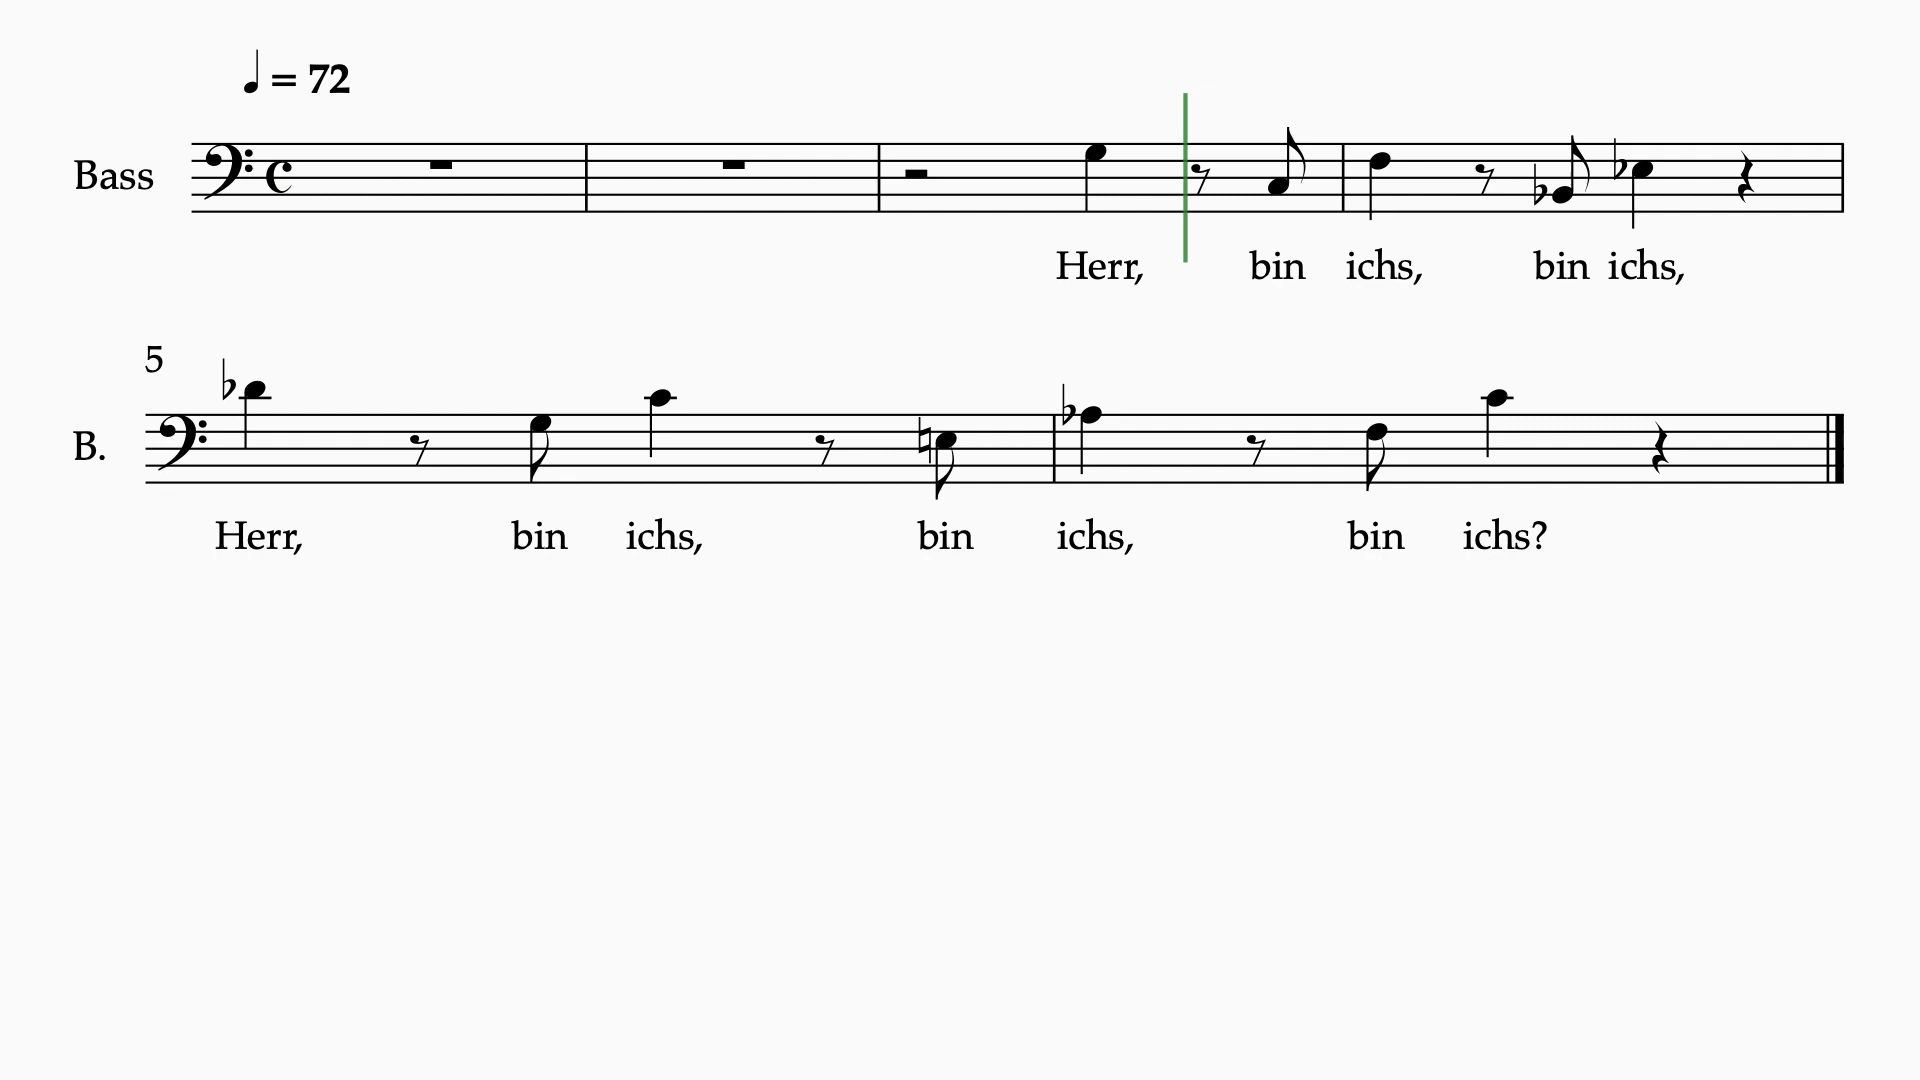 ♩ = 72
Bass
Herr, bin ichs, bin ichs,
5
B.
Herr, bin ichs, bin ichs, bin ichs?